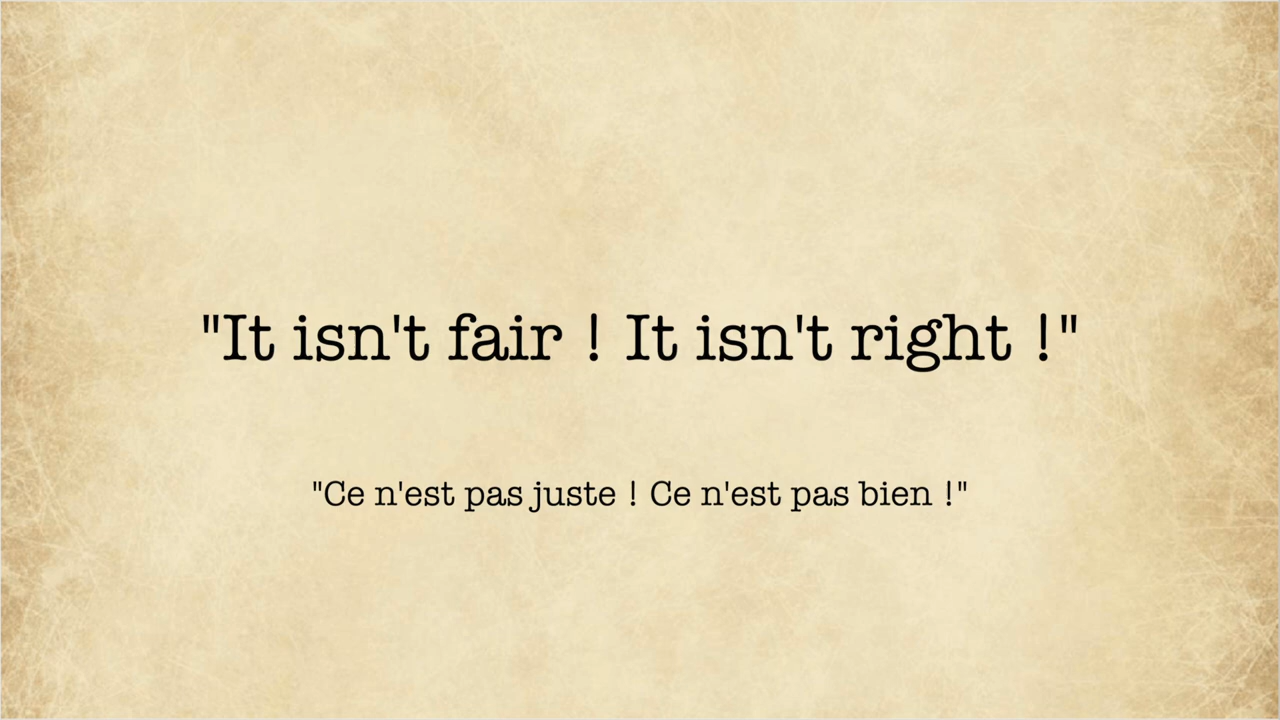 "It isn't fair ! It isn't right !"
"Ce n'est pas juste ! Ce n'est pas bien !"